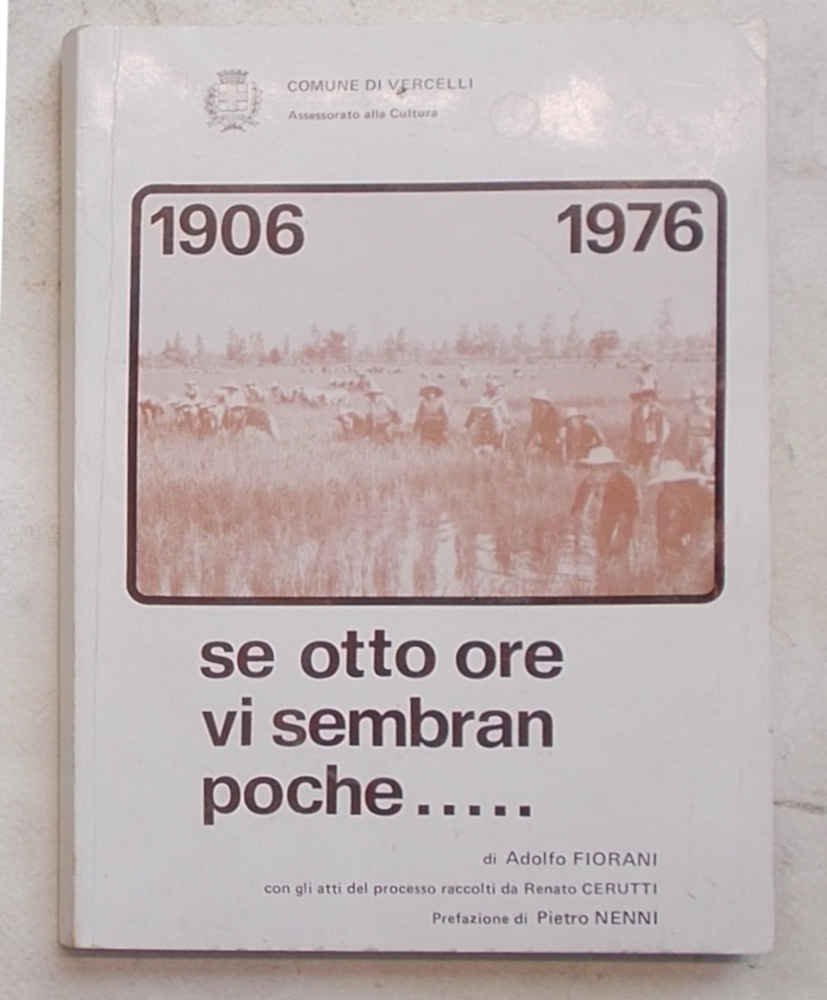 COMUNE DI VERCELLI
Assessorato alla Cultura
1906 1976
se otto ore
vi sembran
poche.....
di Adolfo FIORANI
con gli atti del processo raccolti da Renato CERUTTI
Prefazione di Pietro NENNI